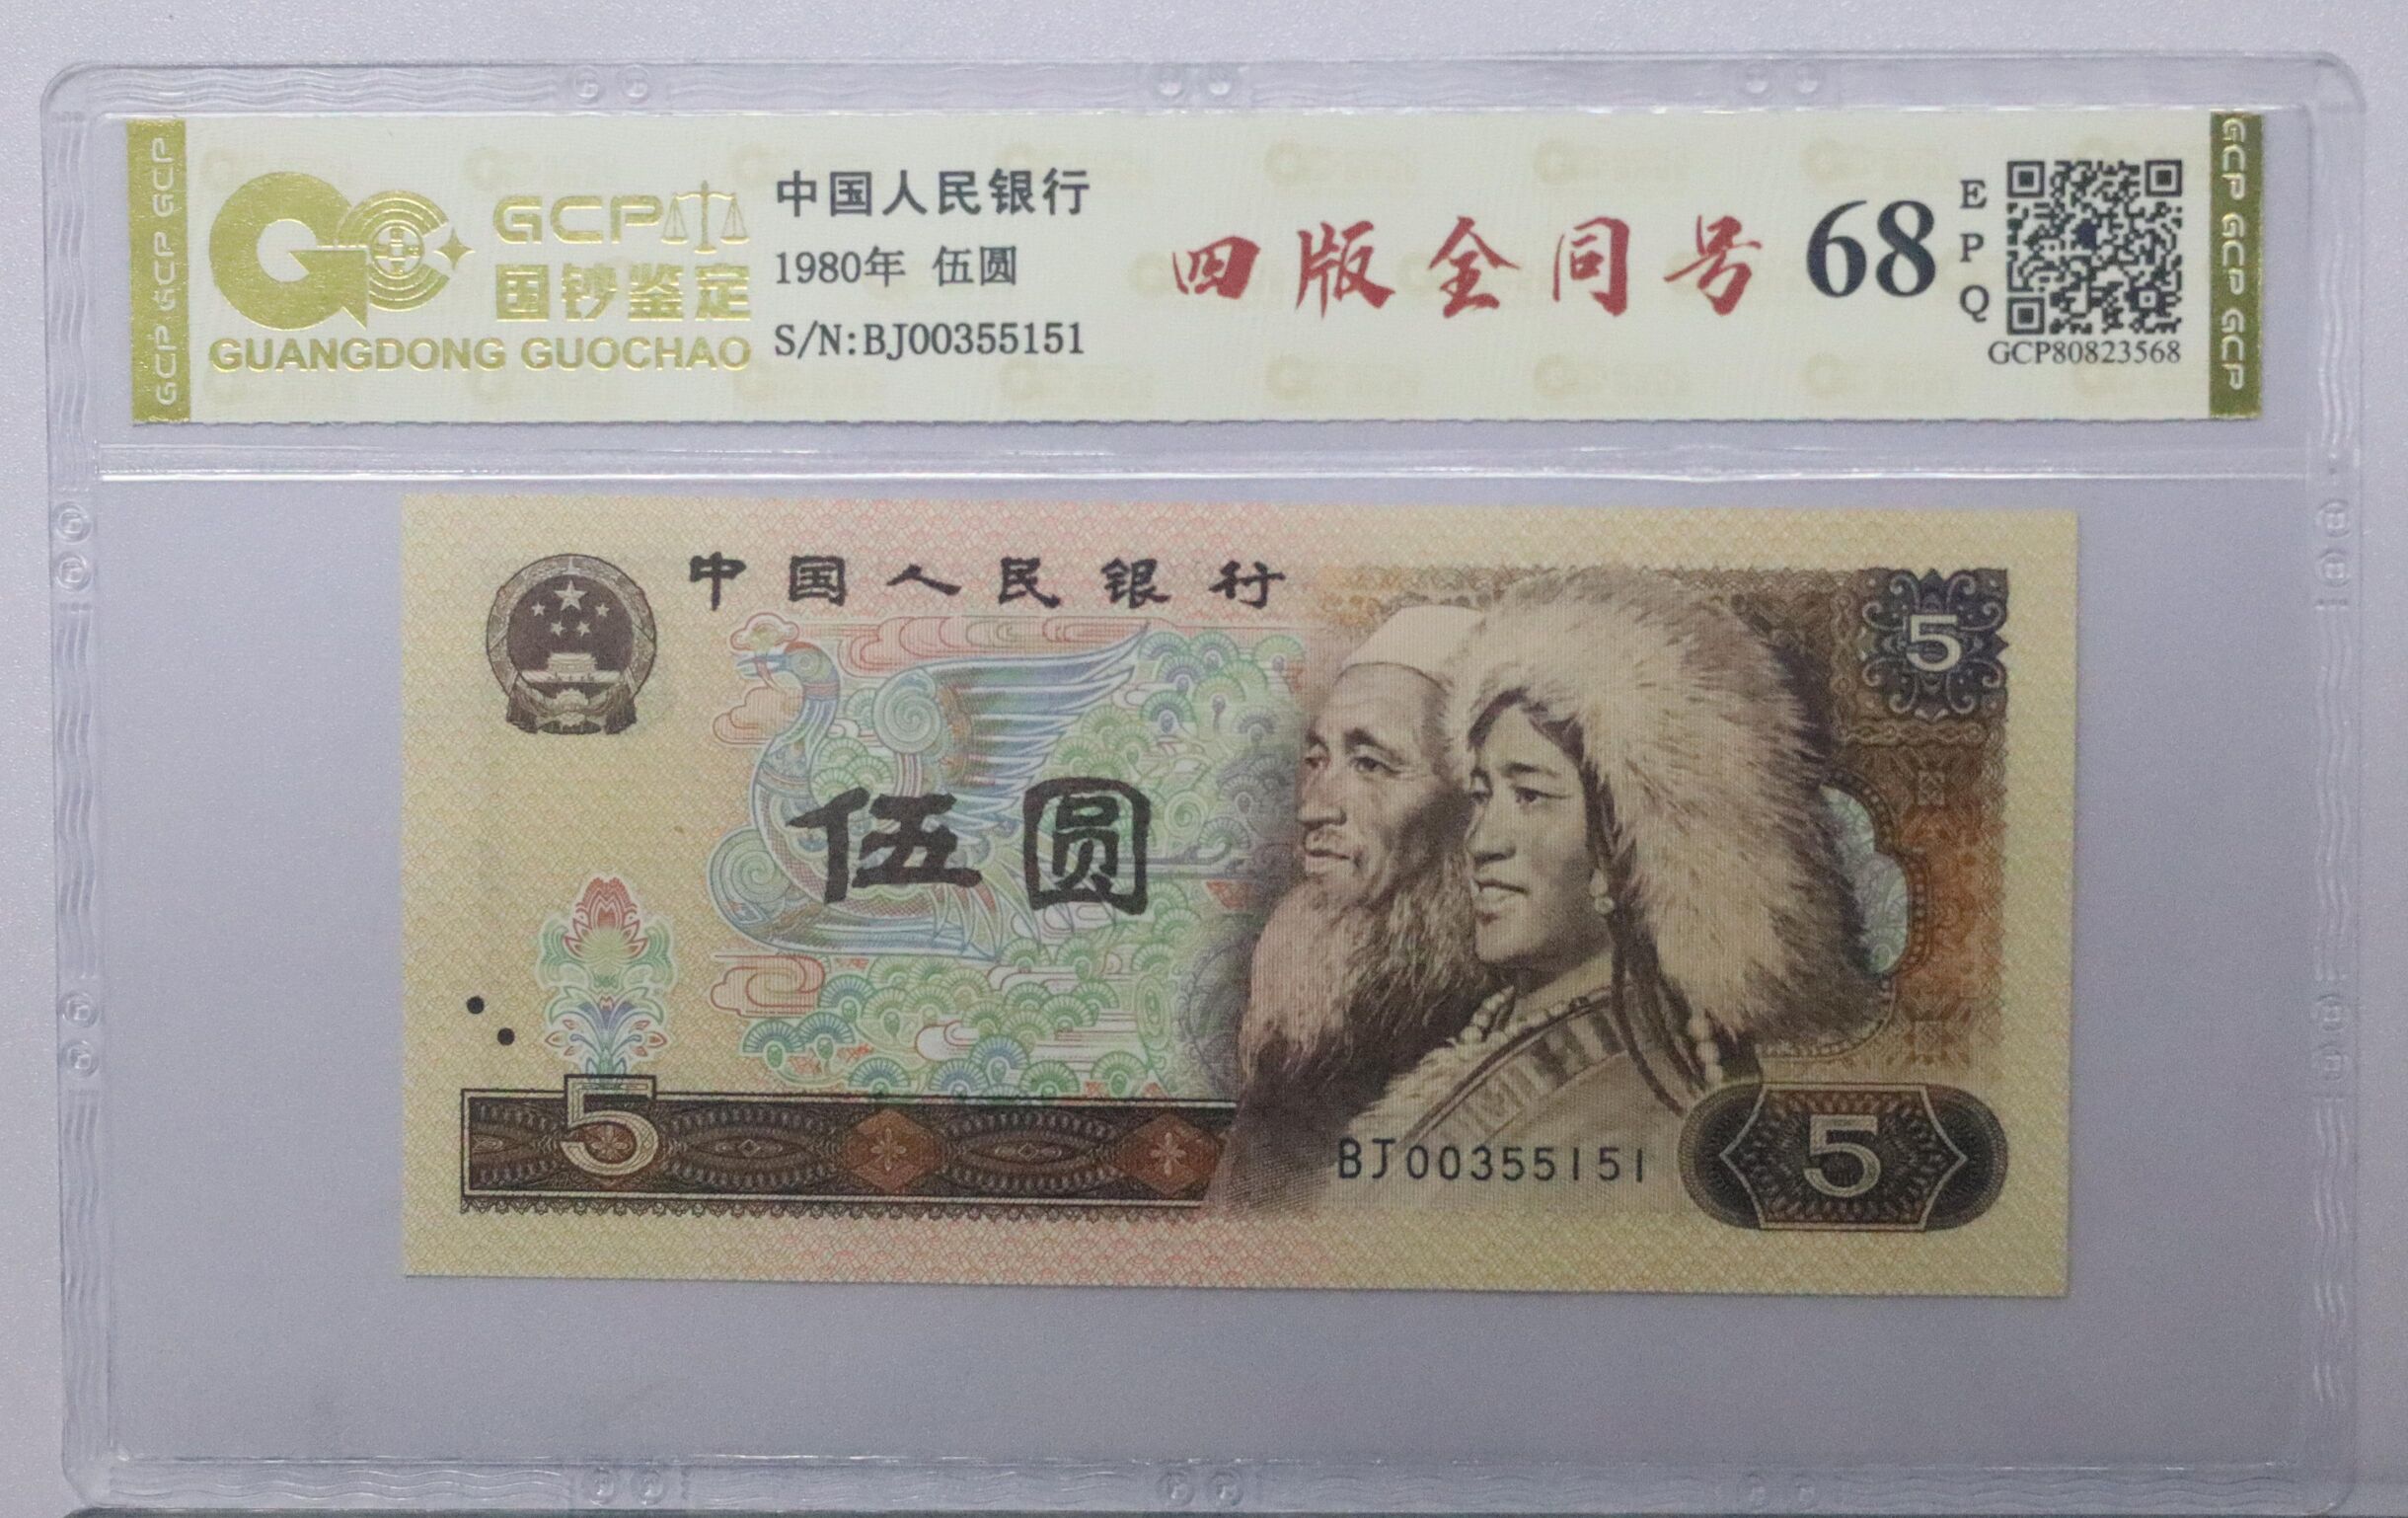 GCP GCP GCP
GCP
国钞鉴定
GUANGDONG GUOCHAO
中国人民银行
1980年 伍圆
S/N:BJ00355151
四版全同号
68
EPQ
GCP80823568
GCP GCP GCP
中国人民银行
5
伍圆
5
BJ00355151
5